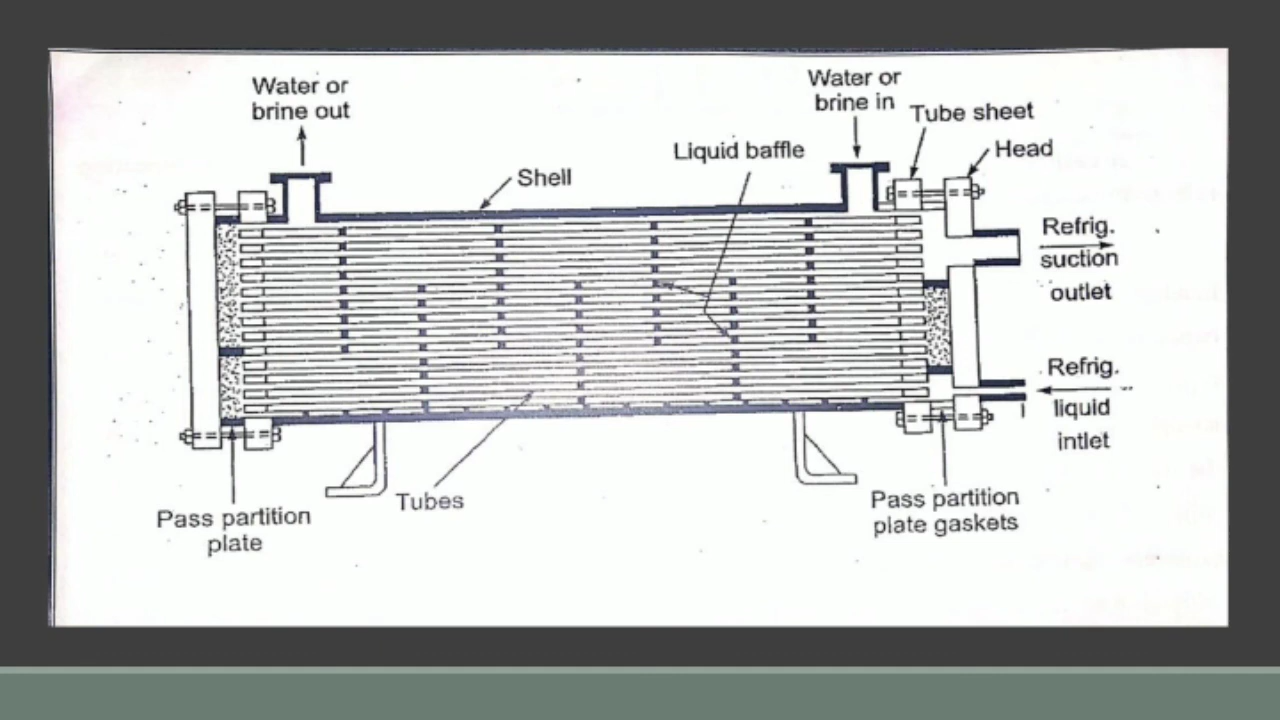 Water or
brine out
Water or
brine in
Tube sheet
Head
Liquid baffle
Shell
Refrig.
suction
outlet
Refrig.
liquid
intlet
Tubes
Pass partition
plate
Pass partition
plate gaskets